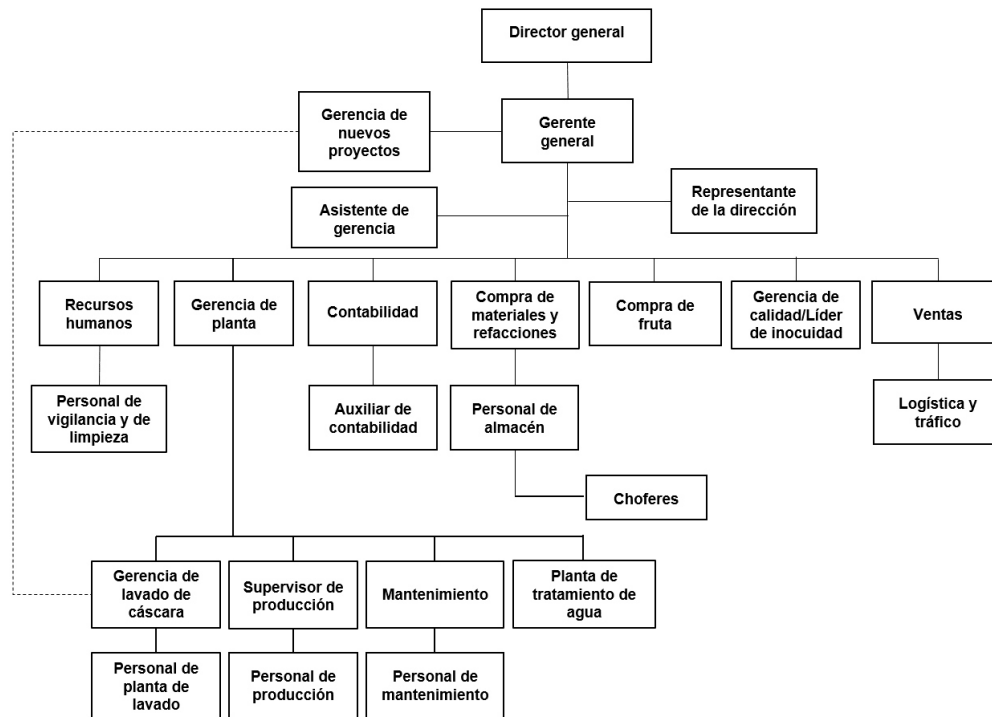 Director general
Gerencia de
nuevos
proyectos
Gerente
general
Representante
de la dirección
Asistente de
gerencia
Recursos
humanos
Gerencia de
planta
Contabilidad
Compra de
materiales y
refacciones
Compra de
fruta
Gerencia de
calidad/Líder
de inocuidad
Ventas
Personal de
vigilancia y de
limpieza
Auxiliar de
contabilidad
Personal de
almacén
Logística y
tráfico
Choferes
Gerencia de
lavado de
cáscara
Supervisor de
producción
Mantenimiento
Planta de
tratamiento de
agua
Personal de
planta de
lavado
Personal de
producción
Personal de
mantenimiento